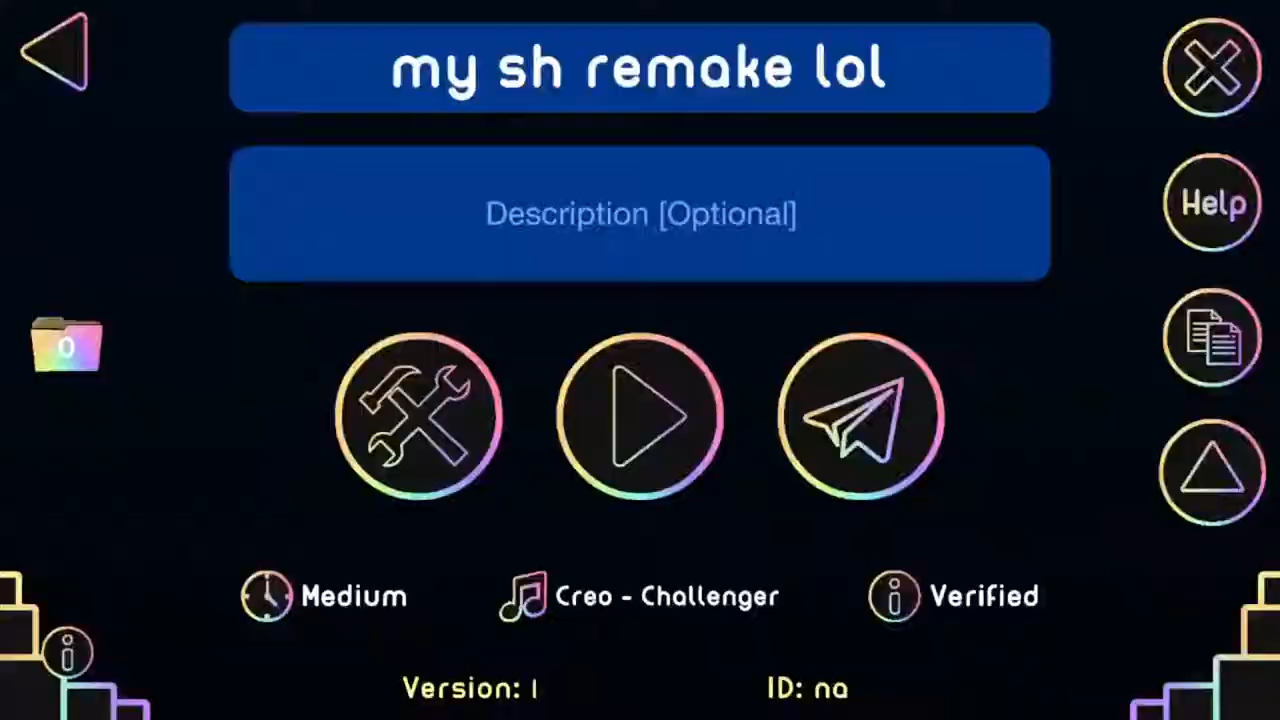 my sh remake lol
Help
Description [Optional]
0
Medium
Creo - Challenger
Verified
Version: 1
ID: na